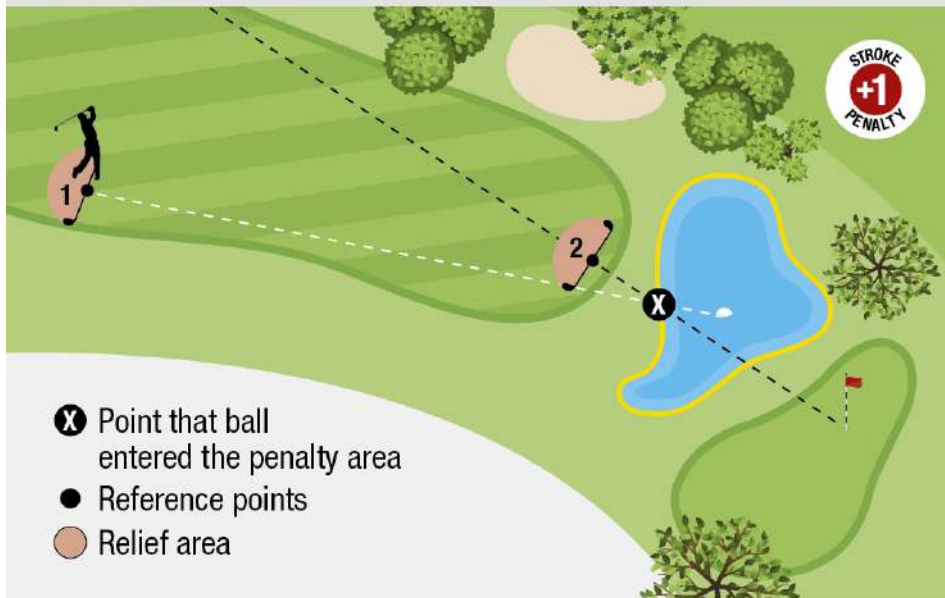 STROKE
+1
PENALTY
1
2
X
X Point that ball
entered the penalty area
Reference points
Relief area